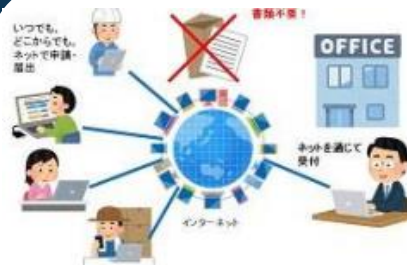 いつでも、
どこからでも。
ネットで申請・
届出
書類不要！
OFFICE
ネットを通じて
受付
インターネット